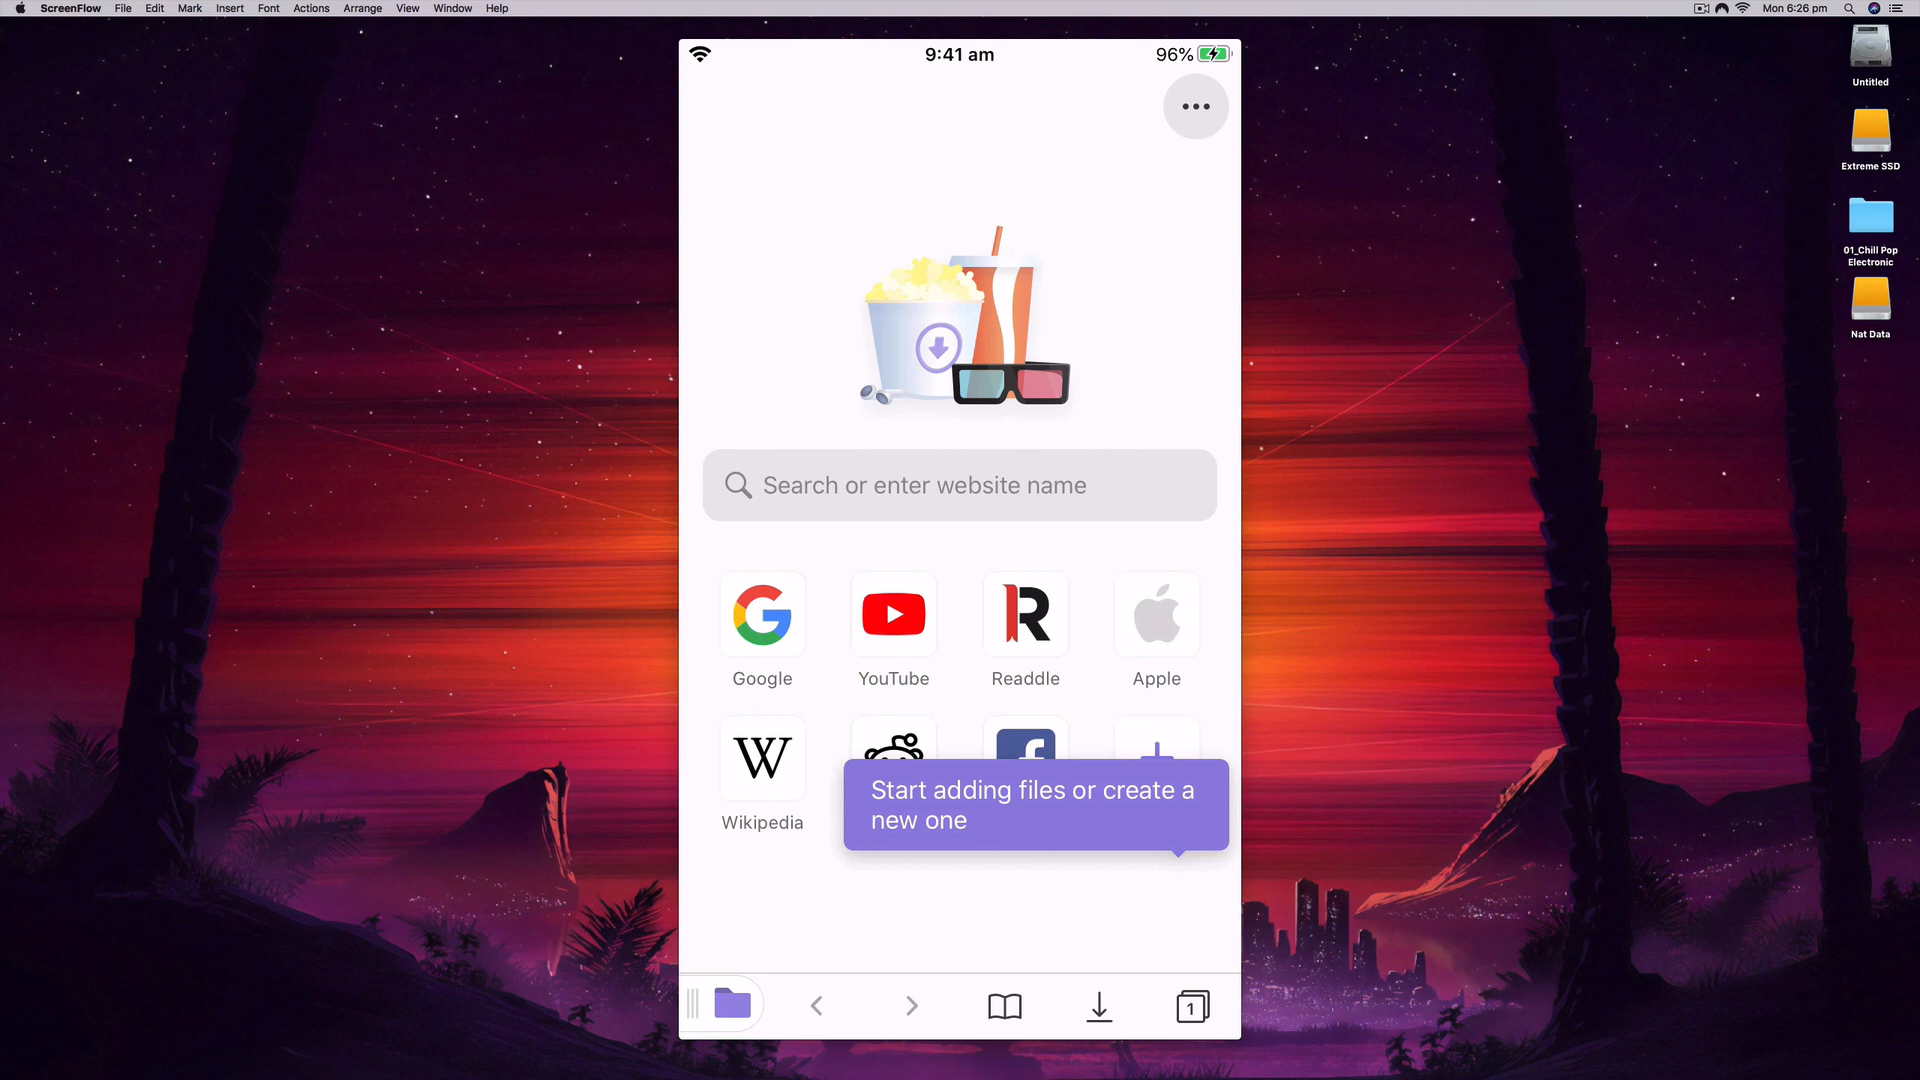 ScreenFlow File Edit Mark Insert Font Actions Arrange View Window Help
Mon 6:26 pm
9:41 am
96%
Untitled
Extreme SSD
01_Chill Pop
Electronic
Nat Data
Search or enter website name
Google
YouTube
Readdle
Apple
Wikipedia
Start adding files or create a
new one
1